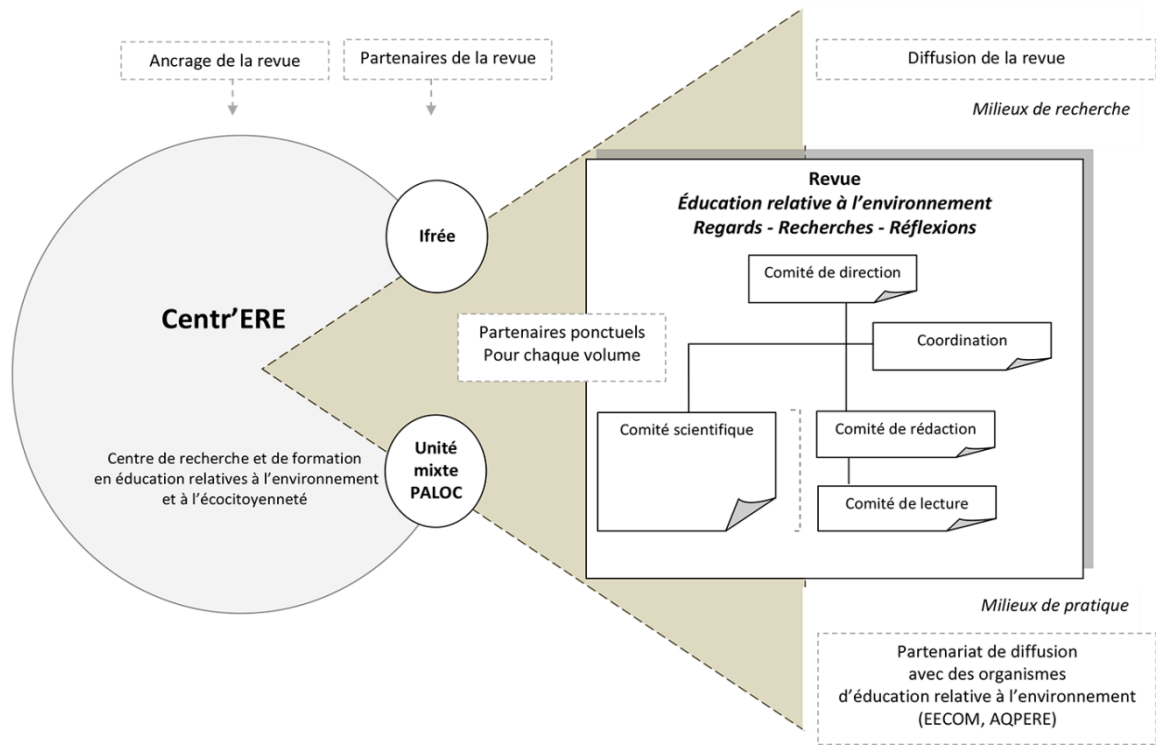 Ancrage de la revue
Partenaires de la revue
Diffusion de la revue
Milieux de recherche
Revue
Éducation relative à l’environnement
Regards - Recherches - Réflexions
Ifrée
Comité de direction
Centr’ERE
Partenaires ponctuels
Pour chaque volume
Coordination
Comité scientifique
Comité de rédaction
Unité
mixte
PALOC
Centre de recherche et de formation
en éducation relatives à l’environnement
et à l’écocitoyenneté
Comité de lecture
Milieux de pratique
Partenariat de diffusion
avec des organismes
d’éducation relative à l’environnement
(EECOM, AQPERE)